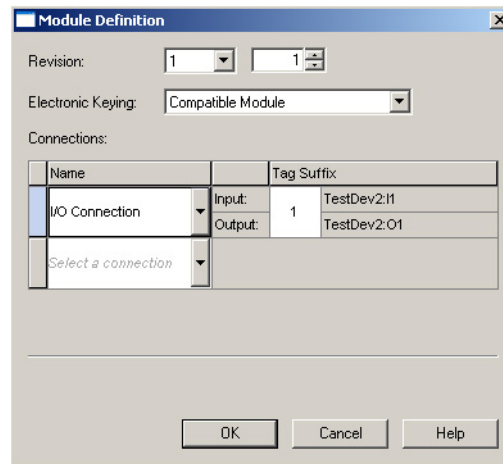 Module Definition
Revision: 1 1
Electronic Keying: Compatible Module
Connections:
Name Tag Suffix
I/O Connection Input: 1 TestDev2:I1
Output: TestDev2:O1
Select a connection
OK Cancel Help